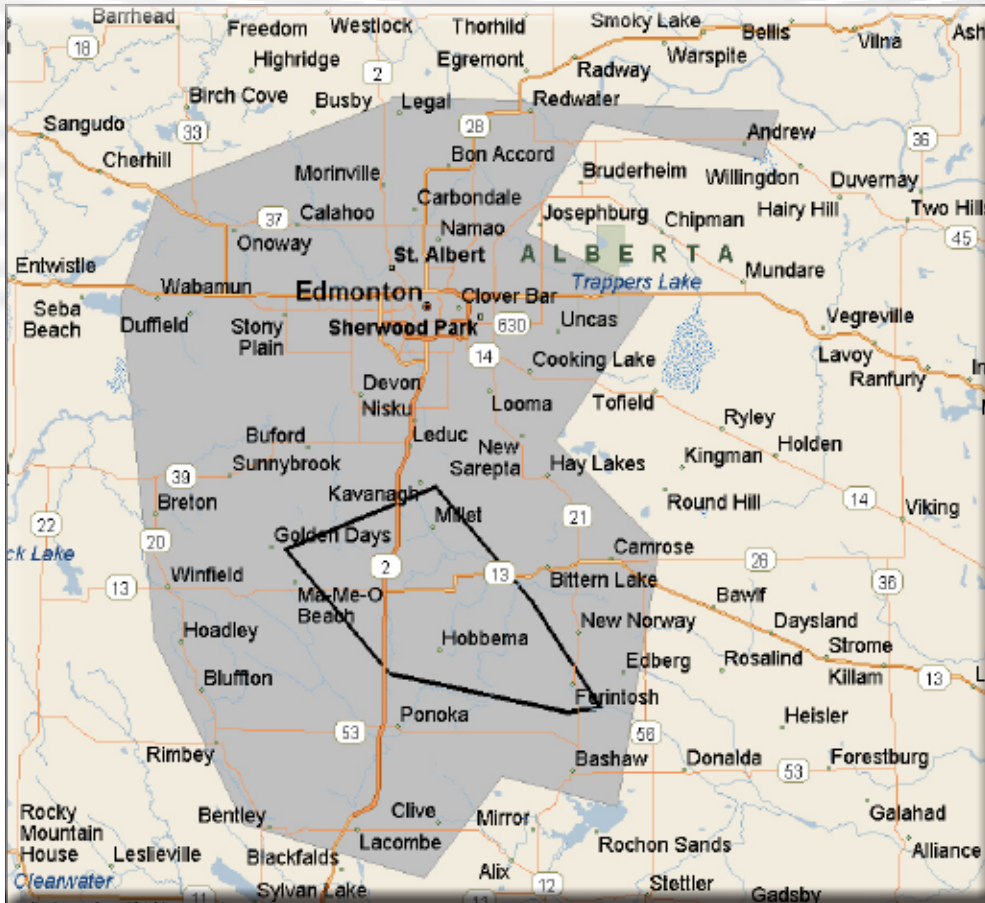 Barrhead
Freedom
Westlock
Thorhild
Smoky Lake
Bellis
Vilna
Ash
18
Highridge
2
Egremont
Radway
Warspite
Birch Cove
Busby
Legal
Redwater
Sangudo
33
28
Andrew
36
Cherhill
Morinville
Bon Accord
Bruderheim
Willingdon
Duvernay
Carbondale
37
Calahoo
Namao
Josephburg
Chipman
Hairy Hill
Two Hills
Onoway
St. Albert
ALBERTA
45
Entwistle
Wabamun
Edmonton
Clover Bar
Trappers Lake
Mundare
Seba
Beach
Duffield
Stony
Plain
Sherwood Park
630
Uncas
Vegreville
14
Cooking Lake
Lavoy
Ranfurly
In
Devon
Nisku
Looma
Tofield
Ryley
Buford
Leduc
New
Sarepta
Holden
Sunnybrook
Hay Lakes
Kingman
39
Breton
Kavanagh
Round Hill
14
Viking
22
Millet
21
ck Lake
20
Golden Days
Camrose
26
Winfield
2
13
Bittern Lake
36
13
Ma-Me-O
Beach
Bawlf
Hoadley
Hobbema
New Norway
Daysland
Strome
Edberg
Rosalind
Killam
13
L
Bluffton
Ferintosh
Ponoka
Heisler
53
56
Rimbey
Bashaw
Donalda
53
Forestburg
Rocky
Mountain
House
Bentley
Clive
Mirror
Galahad
Leslieville
Blackfalds
Lacombe
Rochon Sands
Alliance
Clearwater
Sylvan Lake
Alix
12
Stettler
Gadsby
11
13